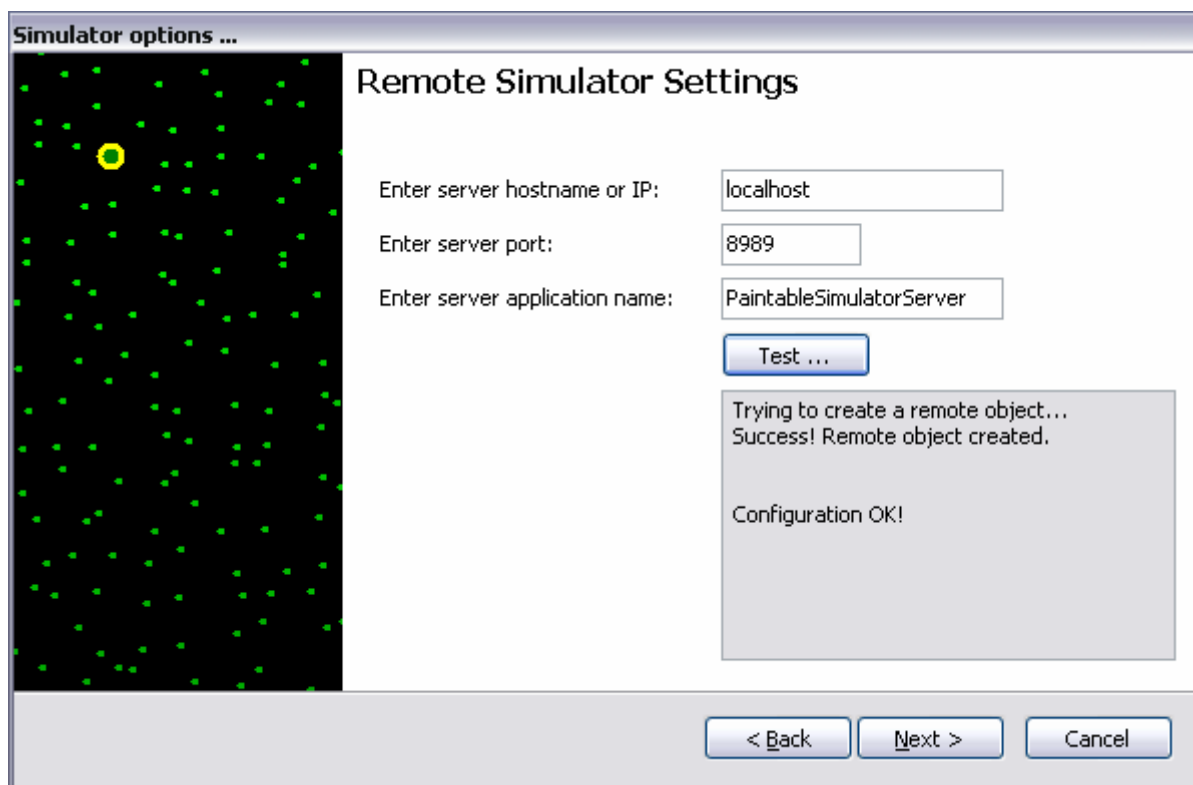 Simulator options ...
Remote Simulator Settings
Enter server hostname or IP:
localhost
Enter server port:
8989
Enter server application name:
PaintableSimulatorServer
Test ...
Trying to create a remote object...
Success! Remote object created.
Configuration OK!
< Back
Next >
Cancel